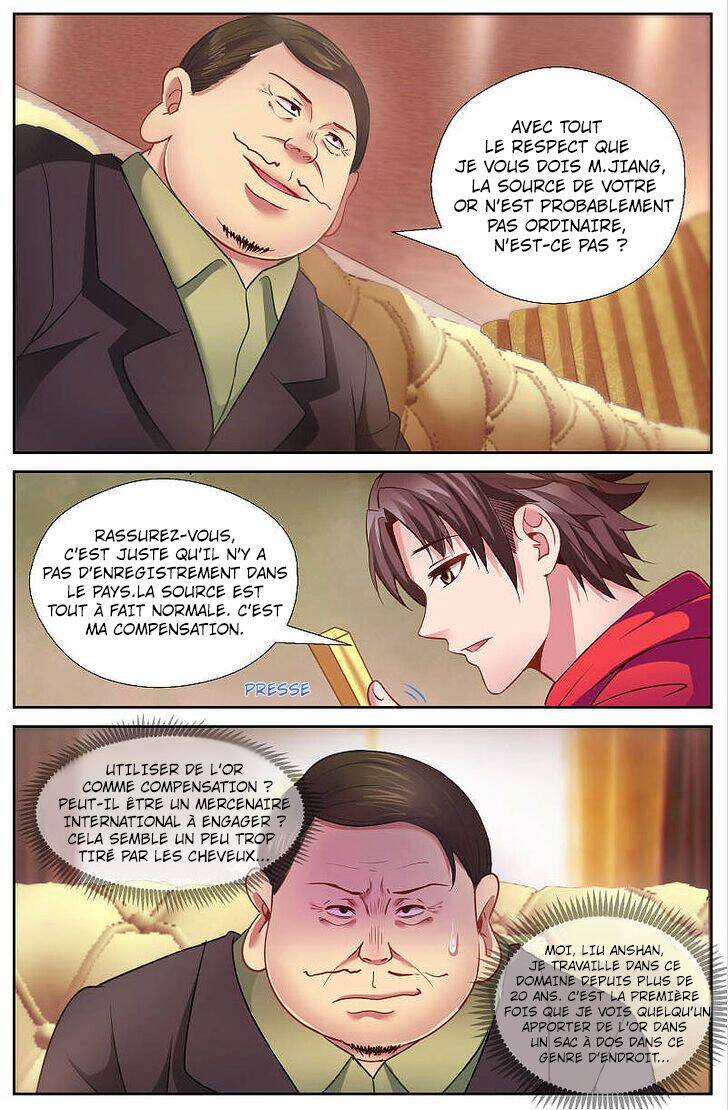 AVEC TOUT
LE RESPECT QUE
JE VOUS DOIS M.JIANG,
LA SOURCE DE VOTRE
OR N'EST PROBABLEMENT
PAS ORDINAIRE,
N'EST-CE PAS ?
RASSUREZ-VOUS,
C'EST JUSTE QU'IL N'Y A
PAS D'ENREGISTREMENT DANS
LE PAYS.LA SOURCE EST
TOUT À FAIT NORMALE. C'EST
MA COMPENSATION.
PRESSE
UTILISER DE L'OR
COMME COMPENSATION ?
PEUT-IL ÊTRE UN MERCENAIRE
INTERNATIONAL À ENGAGER ?
CELA SEMBLE UN PEU TROP
TIRÉ PAR LES CHEVEUX...
MOI, LIU ANSHAN,
JE TRAVAILLE DANS CE
DOMAINE DEPUIS PLUS DE
20 ANS. C'EST LA PREMIÈRE
FOIS QUE JE VOIS QUELQU'UN
APPORTER DE L'OR DANS
UN SAC À DOS DANS CE
GENRE D'ENDROIT...